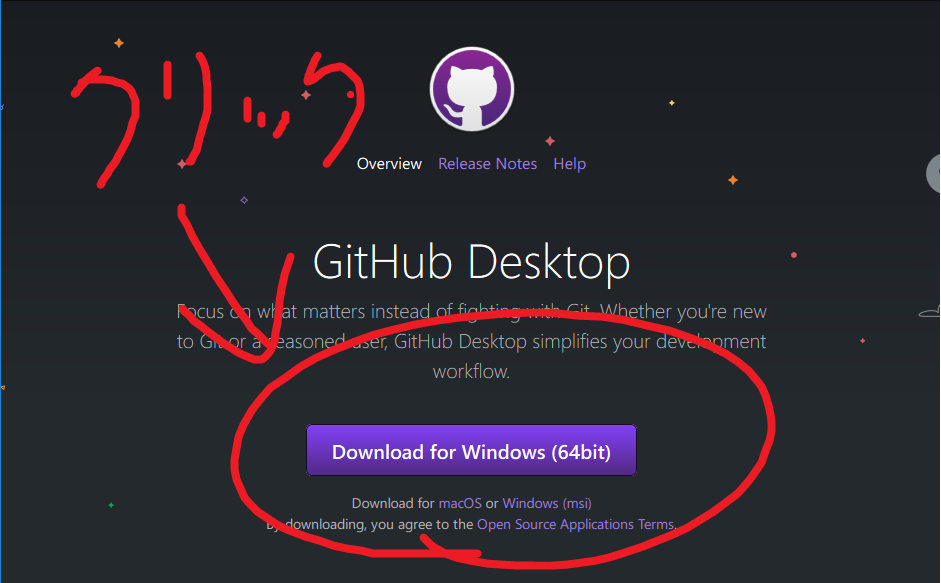 クリック
Overview Release Notes Help
GitHub Desktop
Focus on what matters instead of fighting with Git. Whether you're new
to Git or a seasoned user, GitHub Desktop simplifies your development
workflow.
Download for Windows (64bit)
Download for macOS or Windows (msi)
By downloading, you agree to the Open Source Applications Terms.